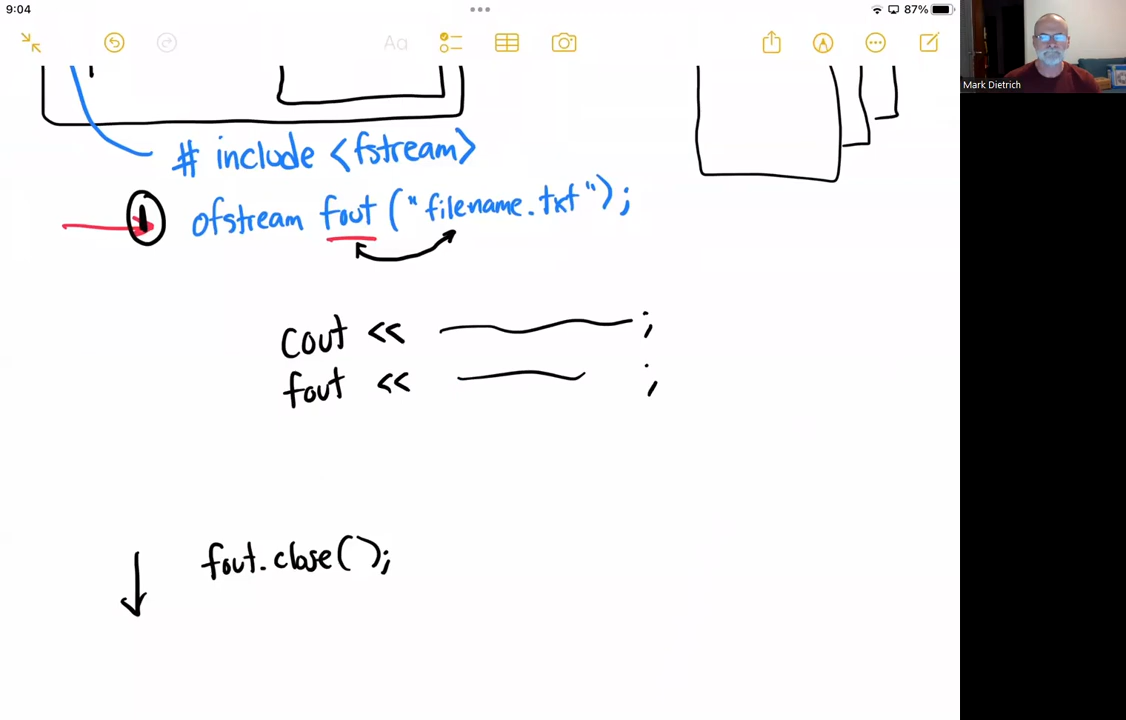 9:04
87%
Aa
Mark Dietrich
# include <fstream>
1 ofstream fout ("filename.txt");
cout << ;
fout << ;
fout.close();